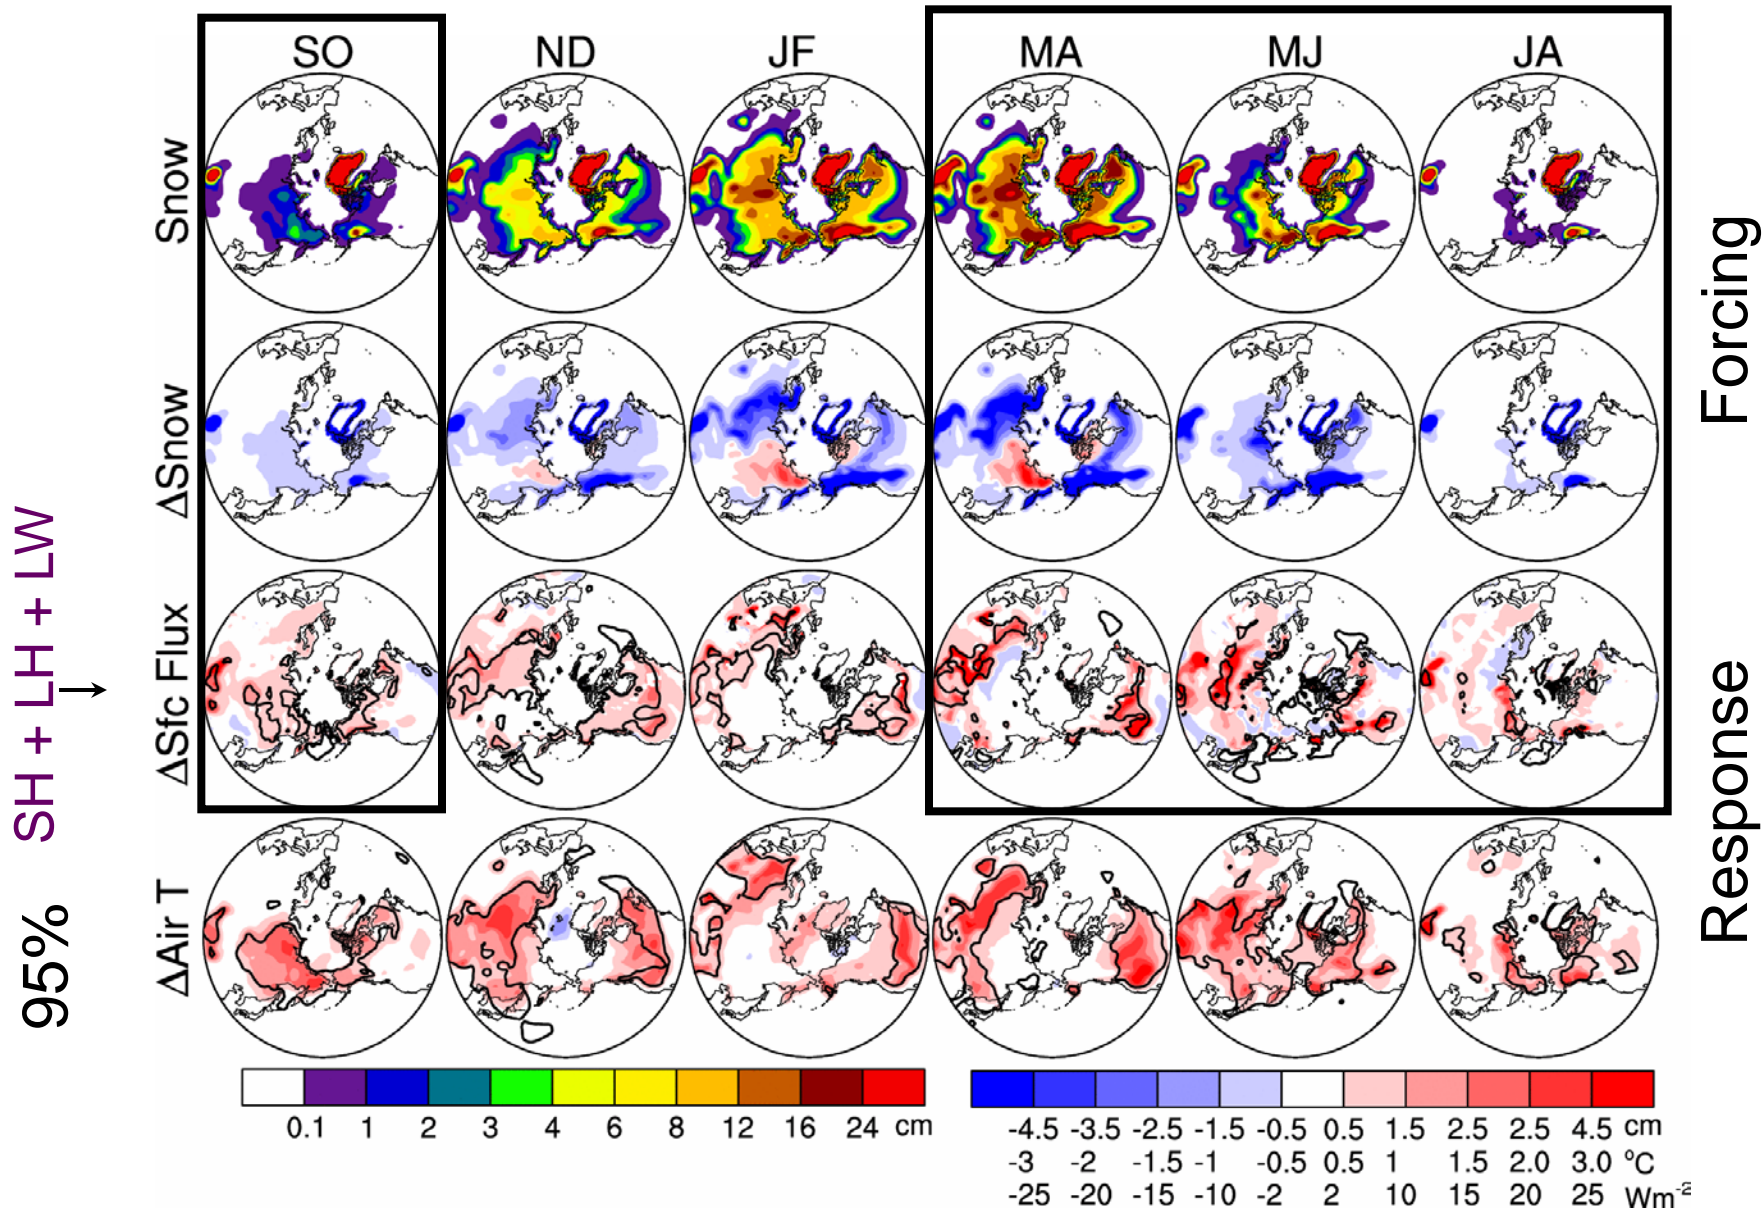 SO ND JF MA MJ JA
Snow
ΔSnow
ΔSfc Flux
ΔAir T
SH + LH + LW
95%
Forcing
Response
0.1 1 2 3 4 6 8 12 16 24 cm
-4.5 -3.5 -2.5 -1.5 -0.5 0.5 1.5 2.5 2.5 4.5 cm
-3 -2 -1.5 -1 -0.5 0.5 1 1.5 2.0 3.0 ºC
-25 -20 -15 -10 -2 2 10 15 20 25 Wm⁻²